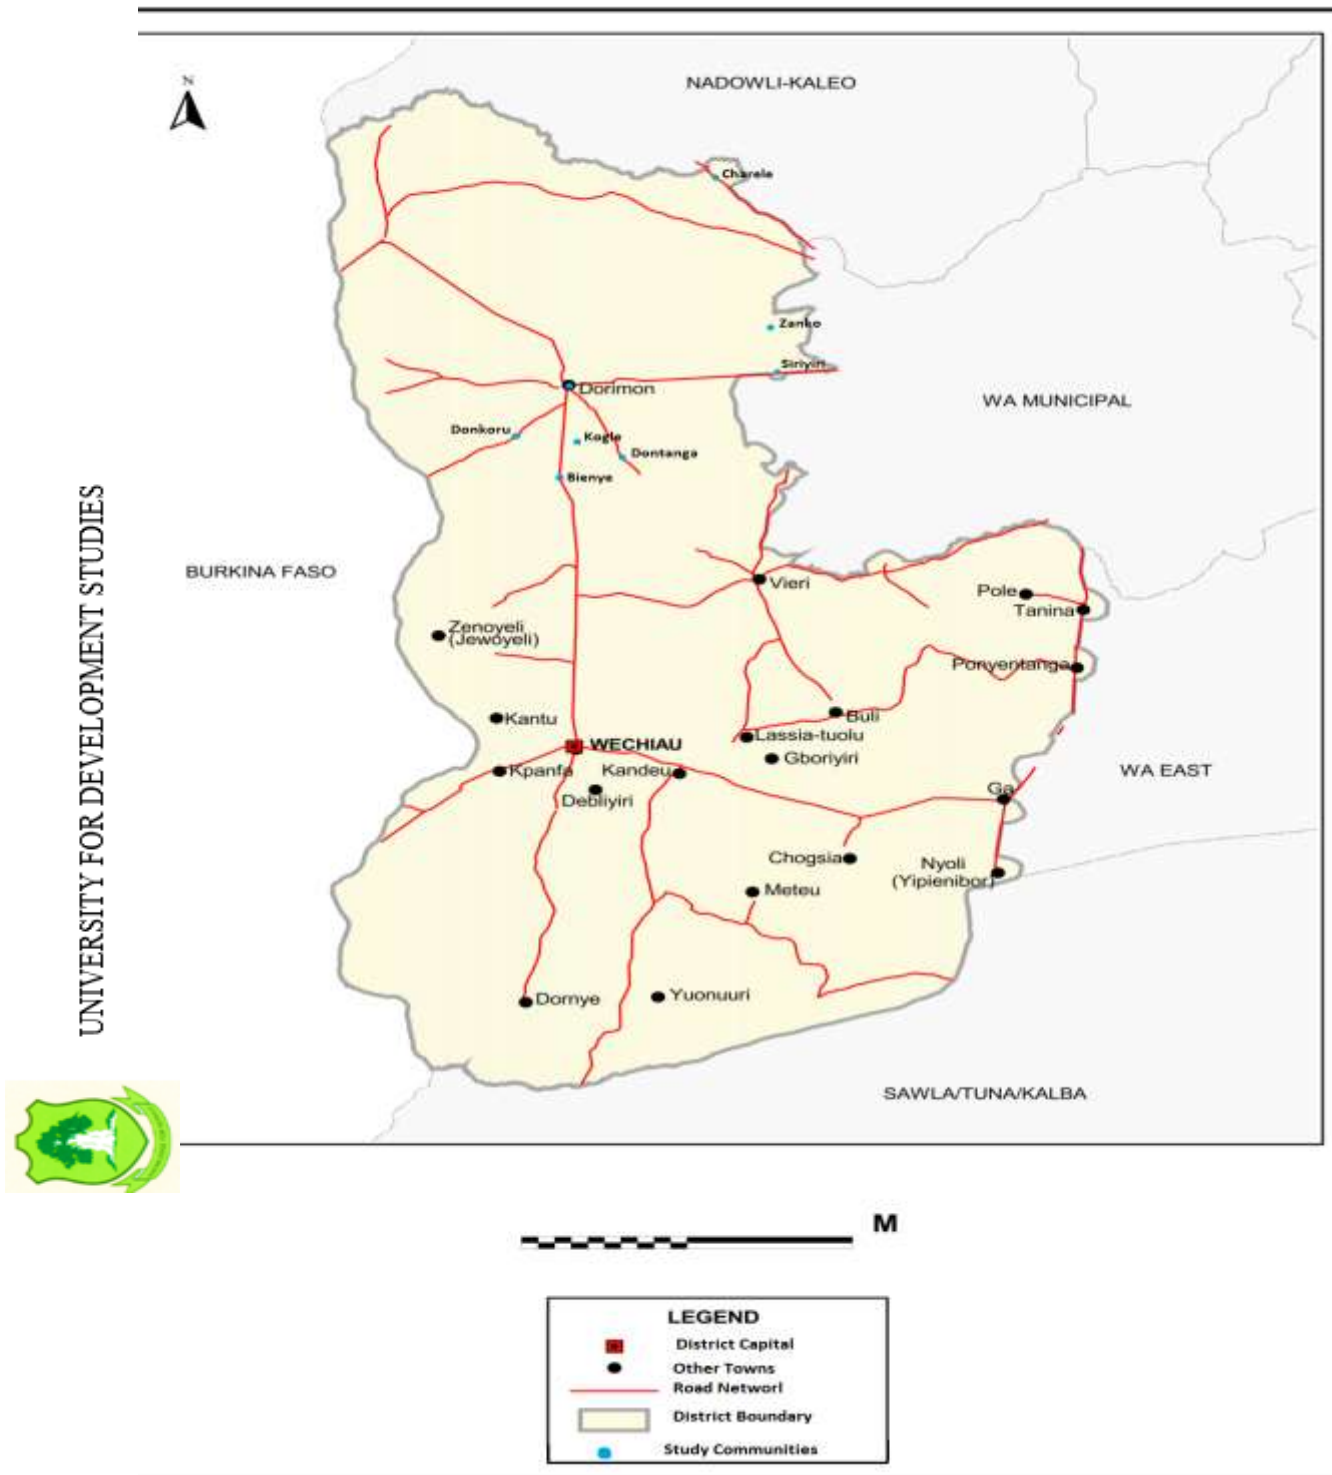 N
NADOWLI-KALEO
Charele
Zanko
Siriyiri
Dorimon
WA MUNICIPAL
Donkoru
Kogle
Dontanga
Bienye
BURKINA FASO
Vieri
Pole
Tanina
Zenoyeli
(Jewoyeli)
Ponyentanga
Kantu
Buli
WECHIAU
Lassia-tuolu
Gboriyiri
Kpanfa
Kandeu
WA EAST
Debliyiri
Ga
Chogsia
Nyoli
(Yipienibor)
Meteu
Dornye
Yuonuuri
SAWLA/TUNA/KALBA
UNIVERSITY FOR DEVELOPMENT STUDIES
M
LEGEND
District Capital
Other Towns
Road Networl
District Boundary
Study Communities